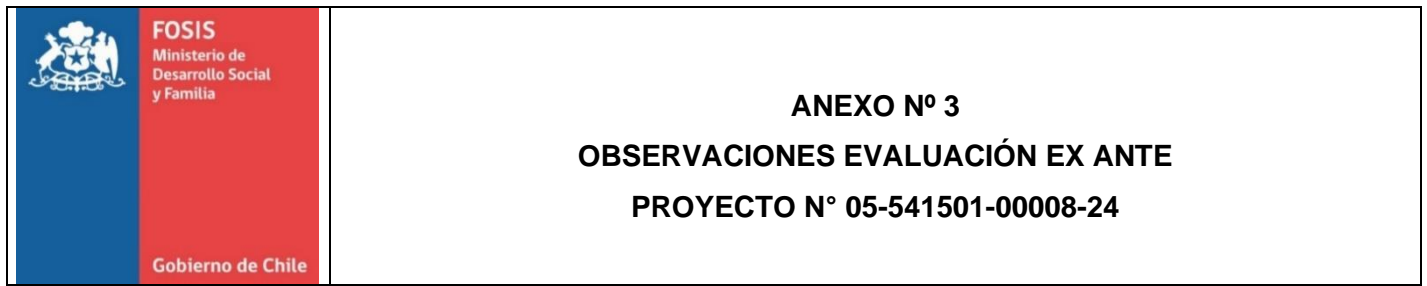 FOSIS
Ministerio de
Desarrollo Social
y Familia
Gobierno de Chile
ANEXO Nº 3
OBSERVACIONES EVALUACIÓN EX ANTE
PROYECTO N° 05-541501-00008-24